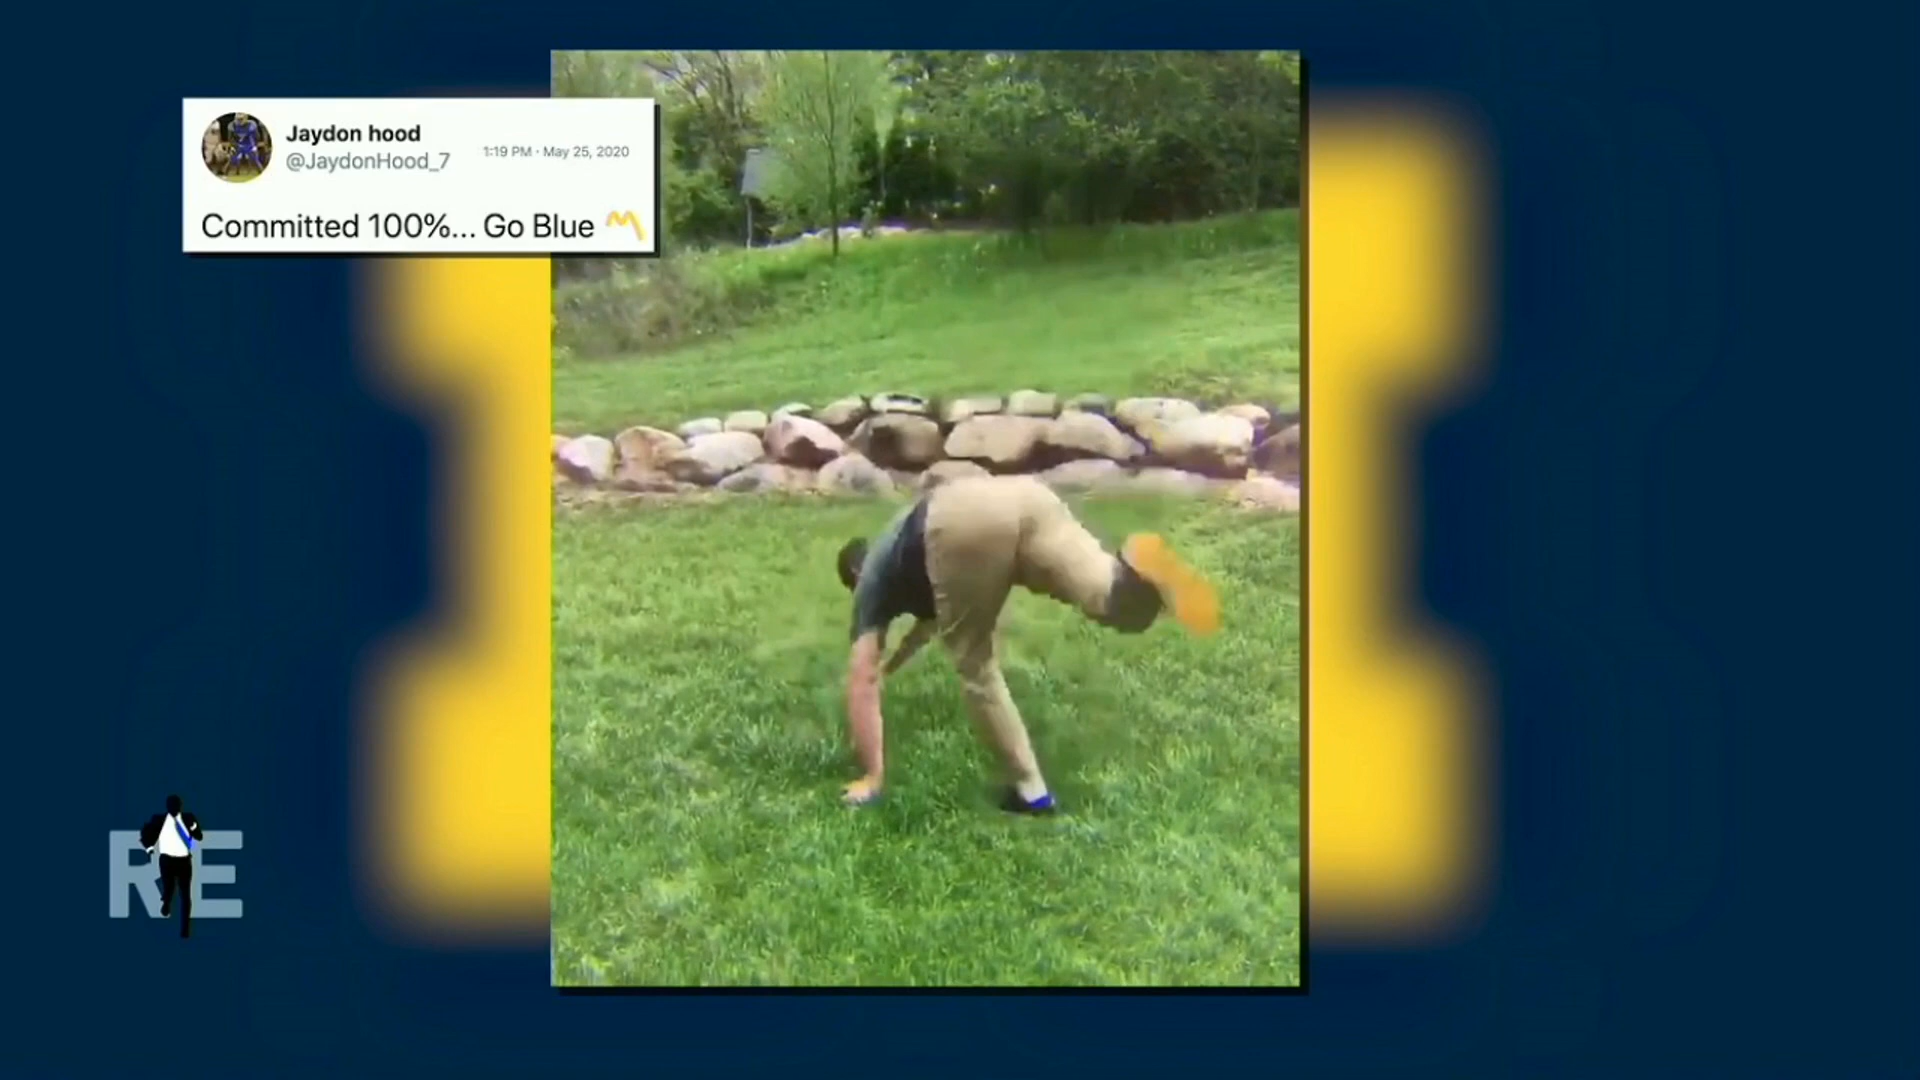 Jaydon hood
@JaydonHood_7
1:19 PM · May 25, 2020
Committed 100%... Go Blue 〽️
RE